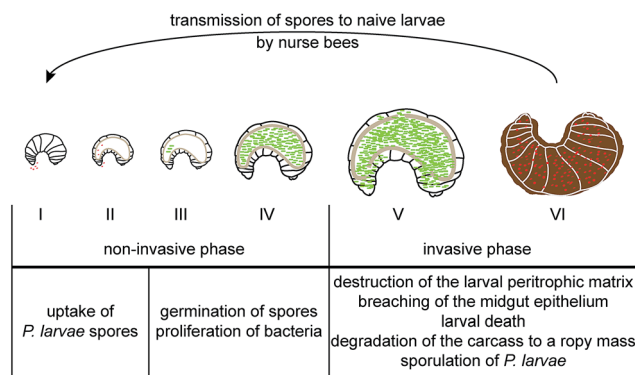 transmission of spores to naive larvae
by nurse bees
I II III IV V VI
non-invasive phase invasive phase
uptake of
P. larvae spores
germination of spores
proliferation of bacteria
destruction of the larval peritrophic matrix
breaching of the midgut epithelium
larval death
degradation of the carcass to a ropy mass
sporulation of P. larvae